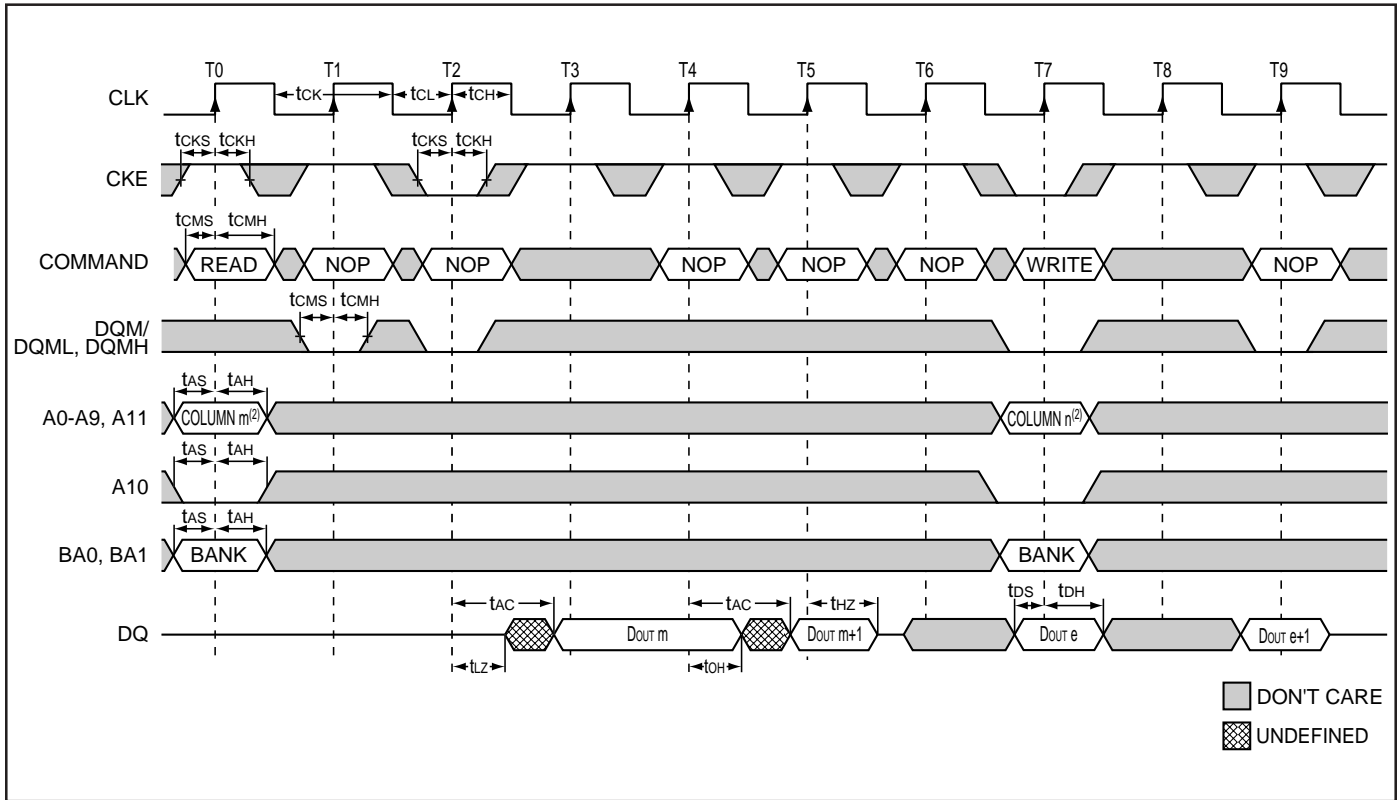 T0 T1 T2 T3 T4 T5 T6 T7 T8 T9
CLK tCK tCL tCH
tCKS tCKH tCKS tCKH
CKE
tCMS tCMH
COMMAND READ NOP NOP NOP NOP NOP WRITE NOP
tCMS tCMH
DQM/
DQML, DQMH
tAS tAH
A0-A9, A11 COLUMN m(2) COLUMN n(2)
tAS tAH
A10
tAS tAH
BA0, BA1 BANK BANK
tAC tAC tHZ tDS tDH
DQ DOUT m DOUT m+1 DOUT e DOUT e+1
tLZ tOH
DON'T CARE
UNDEFINED